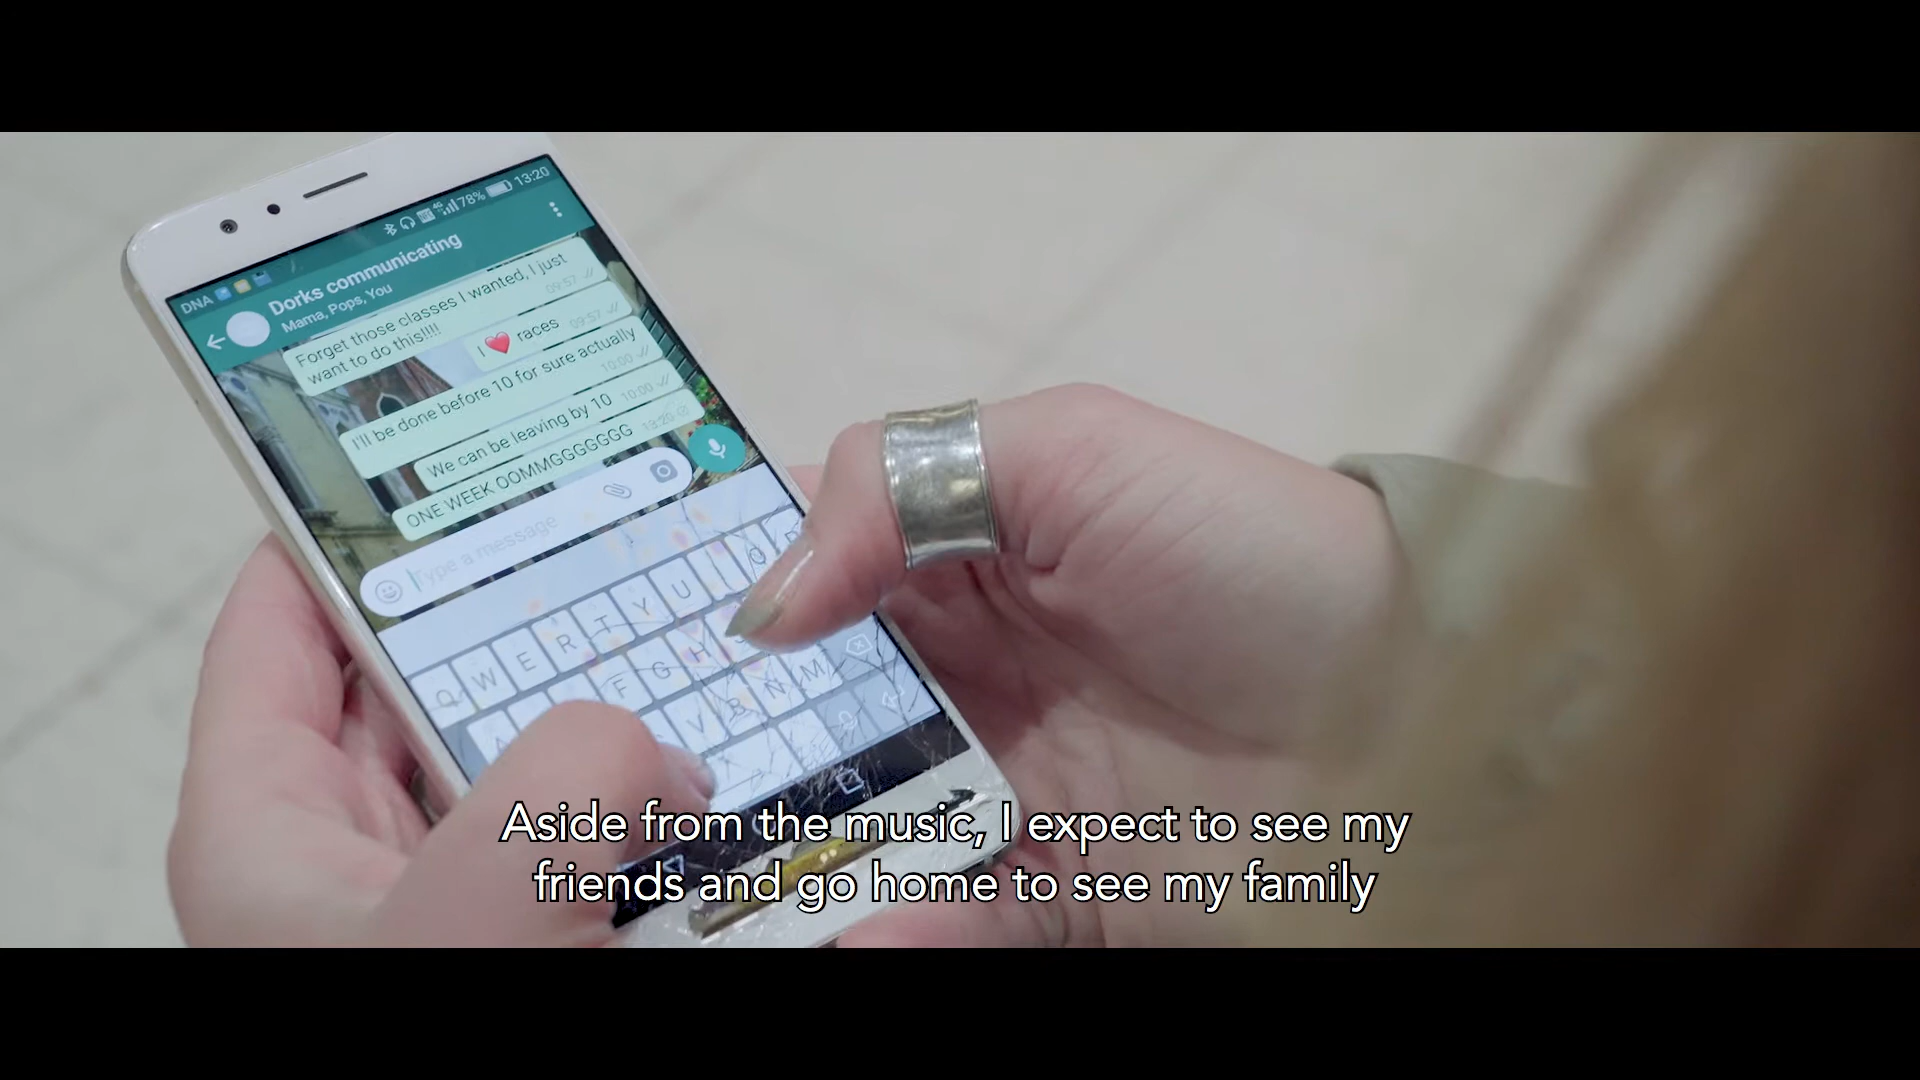 DNA 78% 13:20
Dorks communicating
Mama, Pops, You
Forget those classes I wanted, I just
want to do this!!!! 09:57
I ❤️ races 09:57
I'll be done before 10 for sure actually
10:00
We can be leaving by 10 10:00
ONE WEEK OOMMGGGGGGG 13:20
Type a message
Q W E R T Y U I O P
A F G H
V B N M
Aside from the music, I expect to see my
friends and go home to see my family